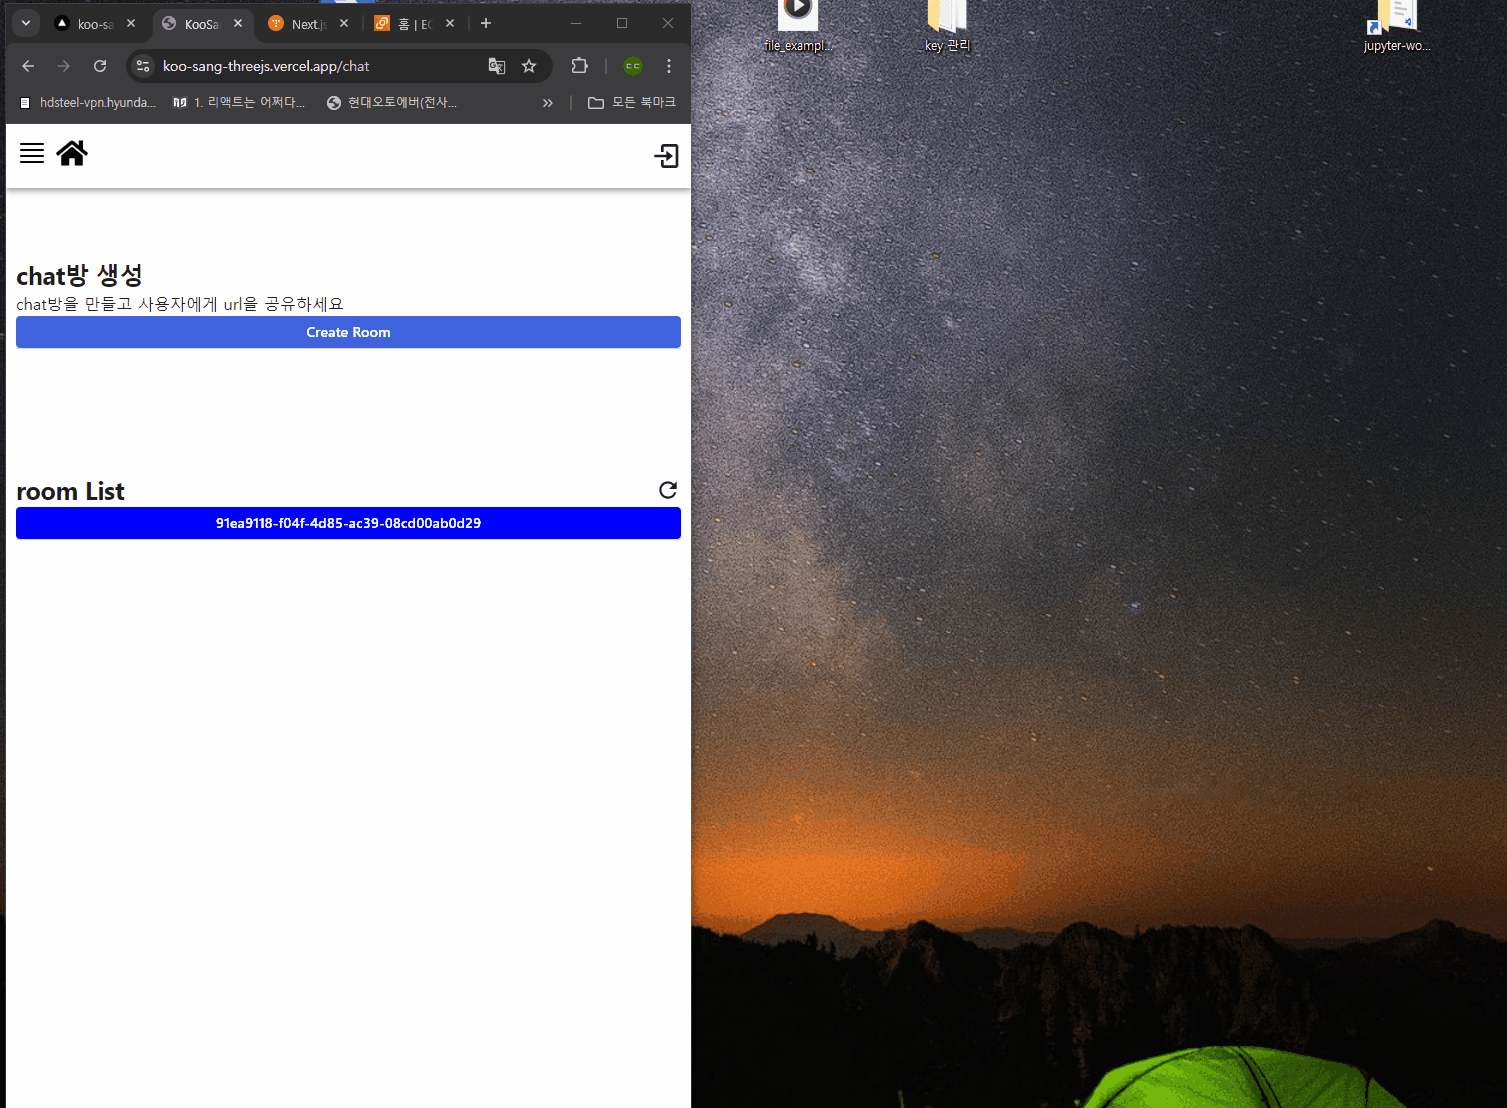 koo-sa
KooSa
Next.js
홈 | EC
koo-sang-threejs.vercel.app/chat
hdsteel-vpn.hyunda...
1. 리액트는 어쩌다...
현대오토에버(전사...
모든 북마크
file_exampl...
key 관리
jupyter-wo...
chat방 생성
chat방을 만들고 사용자에게 url을 공유하세요
Create Room
room List
91ea9118-f04f-4d85-ac39-08cd00ab0d29